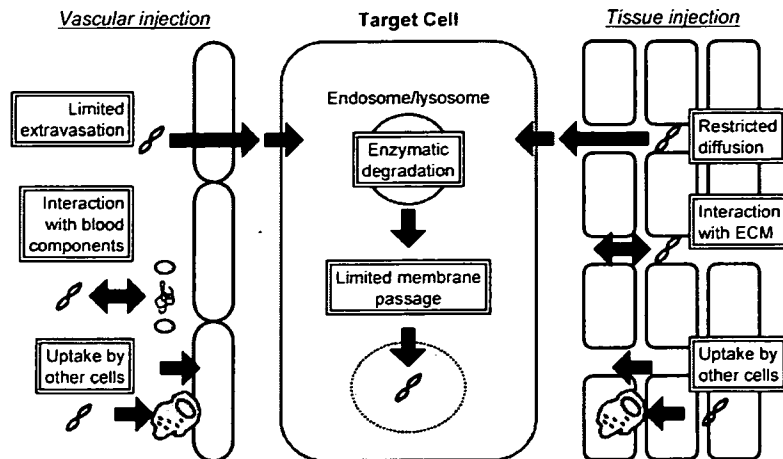 Vascular injection
Target Cell
Tissue injection
Limited
extravasation
Interaction
with blood
components
Uptake by
other cells
Endosome/lysosome
Enzymatic
degradation
Limited membrane
passage
Restricted
diffusion
Interaction
with ECM
Uptake by
other cells